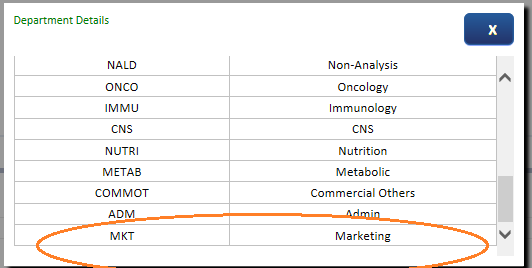 Department Details
X
NALD Non-Analysis
ONCO Oncology
IMMU Immunology
CNS CNS
NUTRI Nutrition
METAB Metabolic
COMMOT Commercial Others
ADM Admin
MKT Marketing